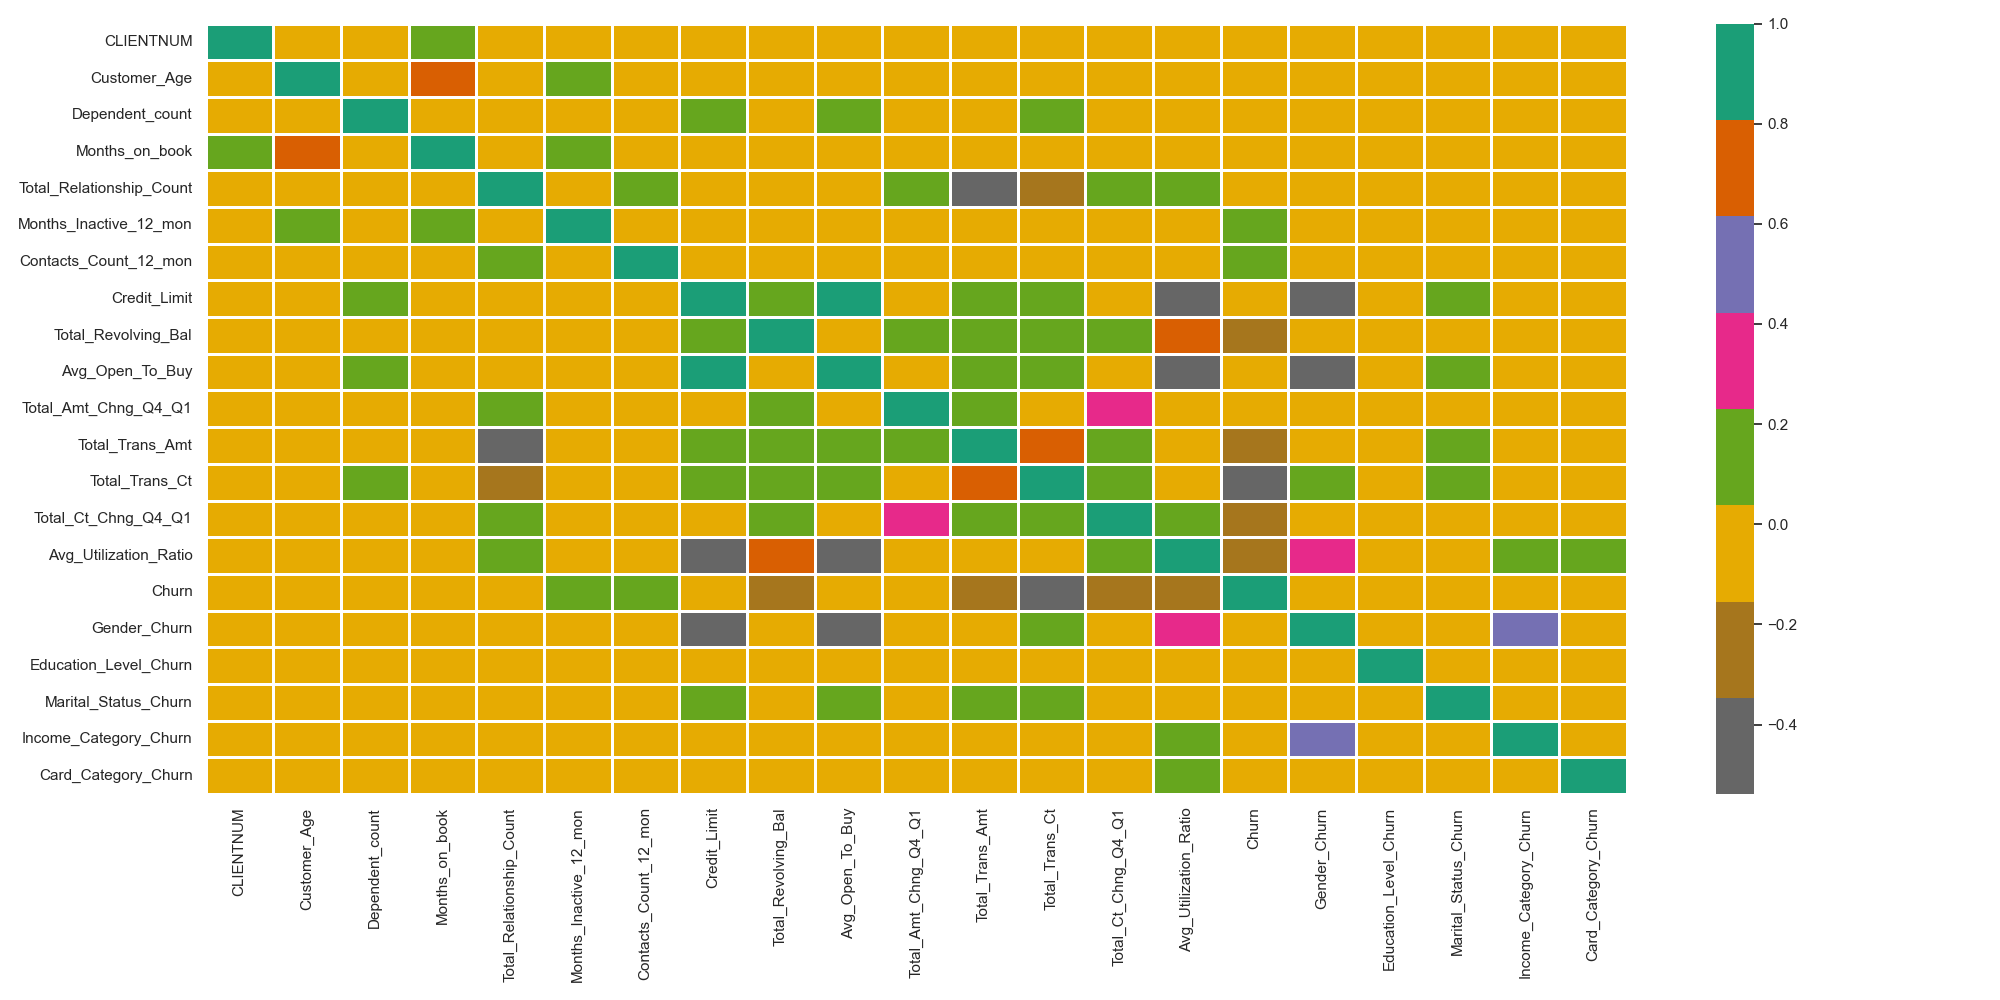 CLIENTNUM
Customer_Age
Dependent_count
Months_on_book
Total_Relationship_Count
Months_Inactive_12_mon
Contacts_Count_12_mon
Credit_Limit
Total_Revolving_Bal
Avg_Open_To_Buy
Total_Amt_Chng_Q4_Q1
Total_Trans_Amt
Total_Trans_Ct
Total_Ct_Chng_Q4_Q1
Avg_Utilization_Ratio
Churn
Gender_Churn
Education_Level_Churn
Marital_Status_Churn
Income_Category_Churn
Card_Category_Churn
CLIENTNUM
Customer_Age
Dependent_count
Months_on_book
Total_Relationship_Count
Months_Inactive_12_mon
Contacts_Count_12_mon
Credit_Limit
Total_Revolving_Bal
Avg_Open_To_Buy
Total_Amt_Chng_Q4_Q1
Total_Trans_Amt
Total_Trans_Ct
Total_Ct_Chng_Q4_Q1
Avg_Utilization_Ratio
Churn
Gender_Churn
Education_Level_Churn
Marital_Status_Churn
Income_Category_Churn
Card_Category_Churn
1.0
0.8
0.6
0.4
0.2
0.0
−0.2
−0.4